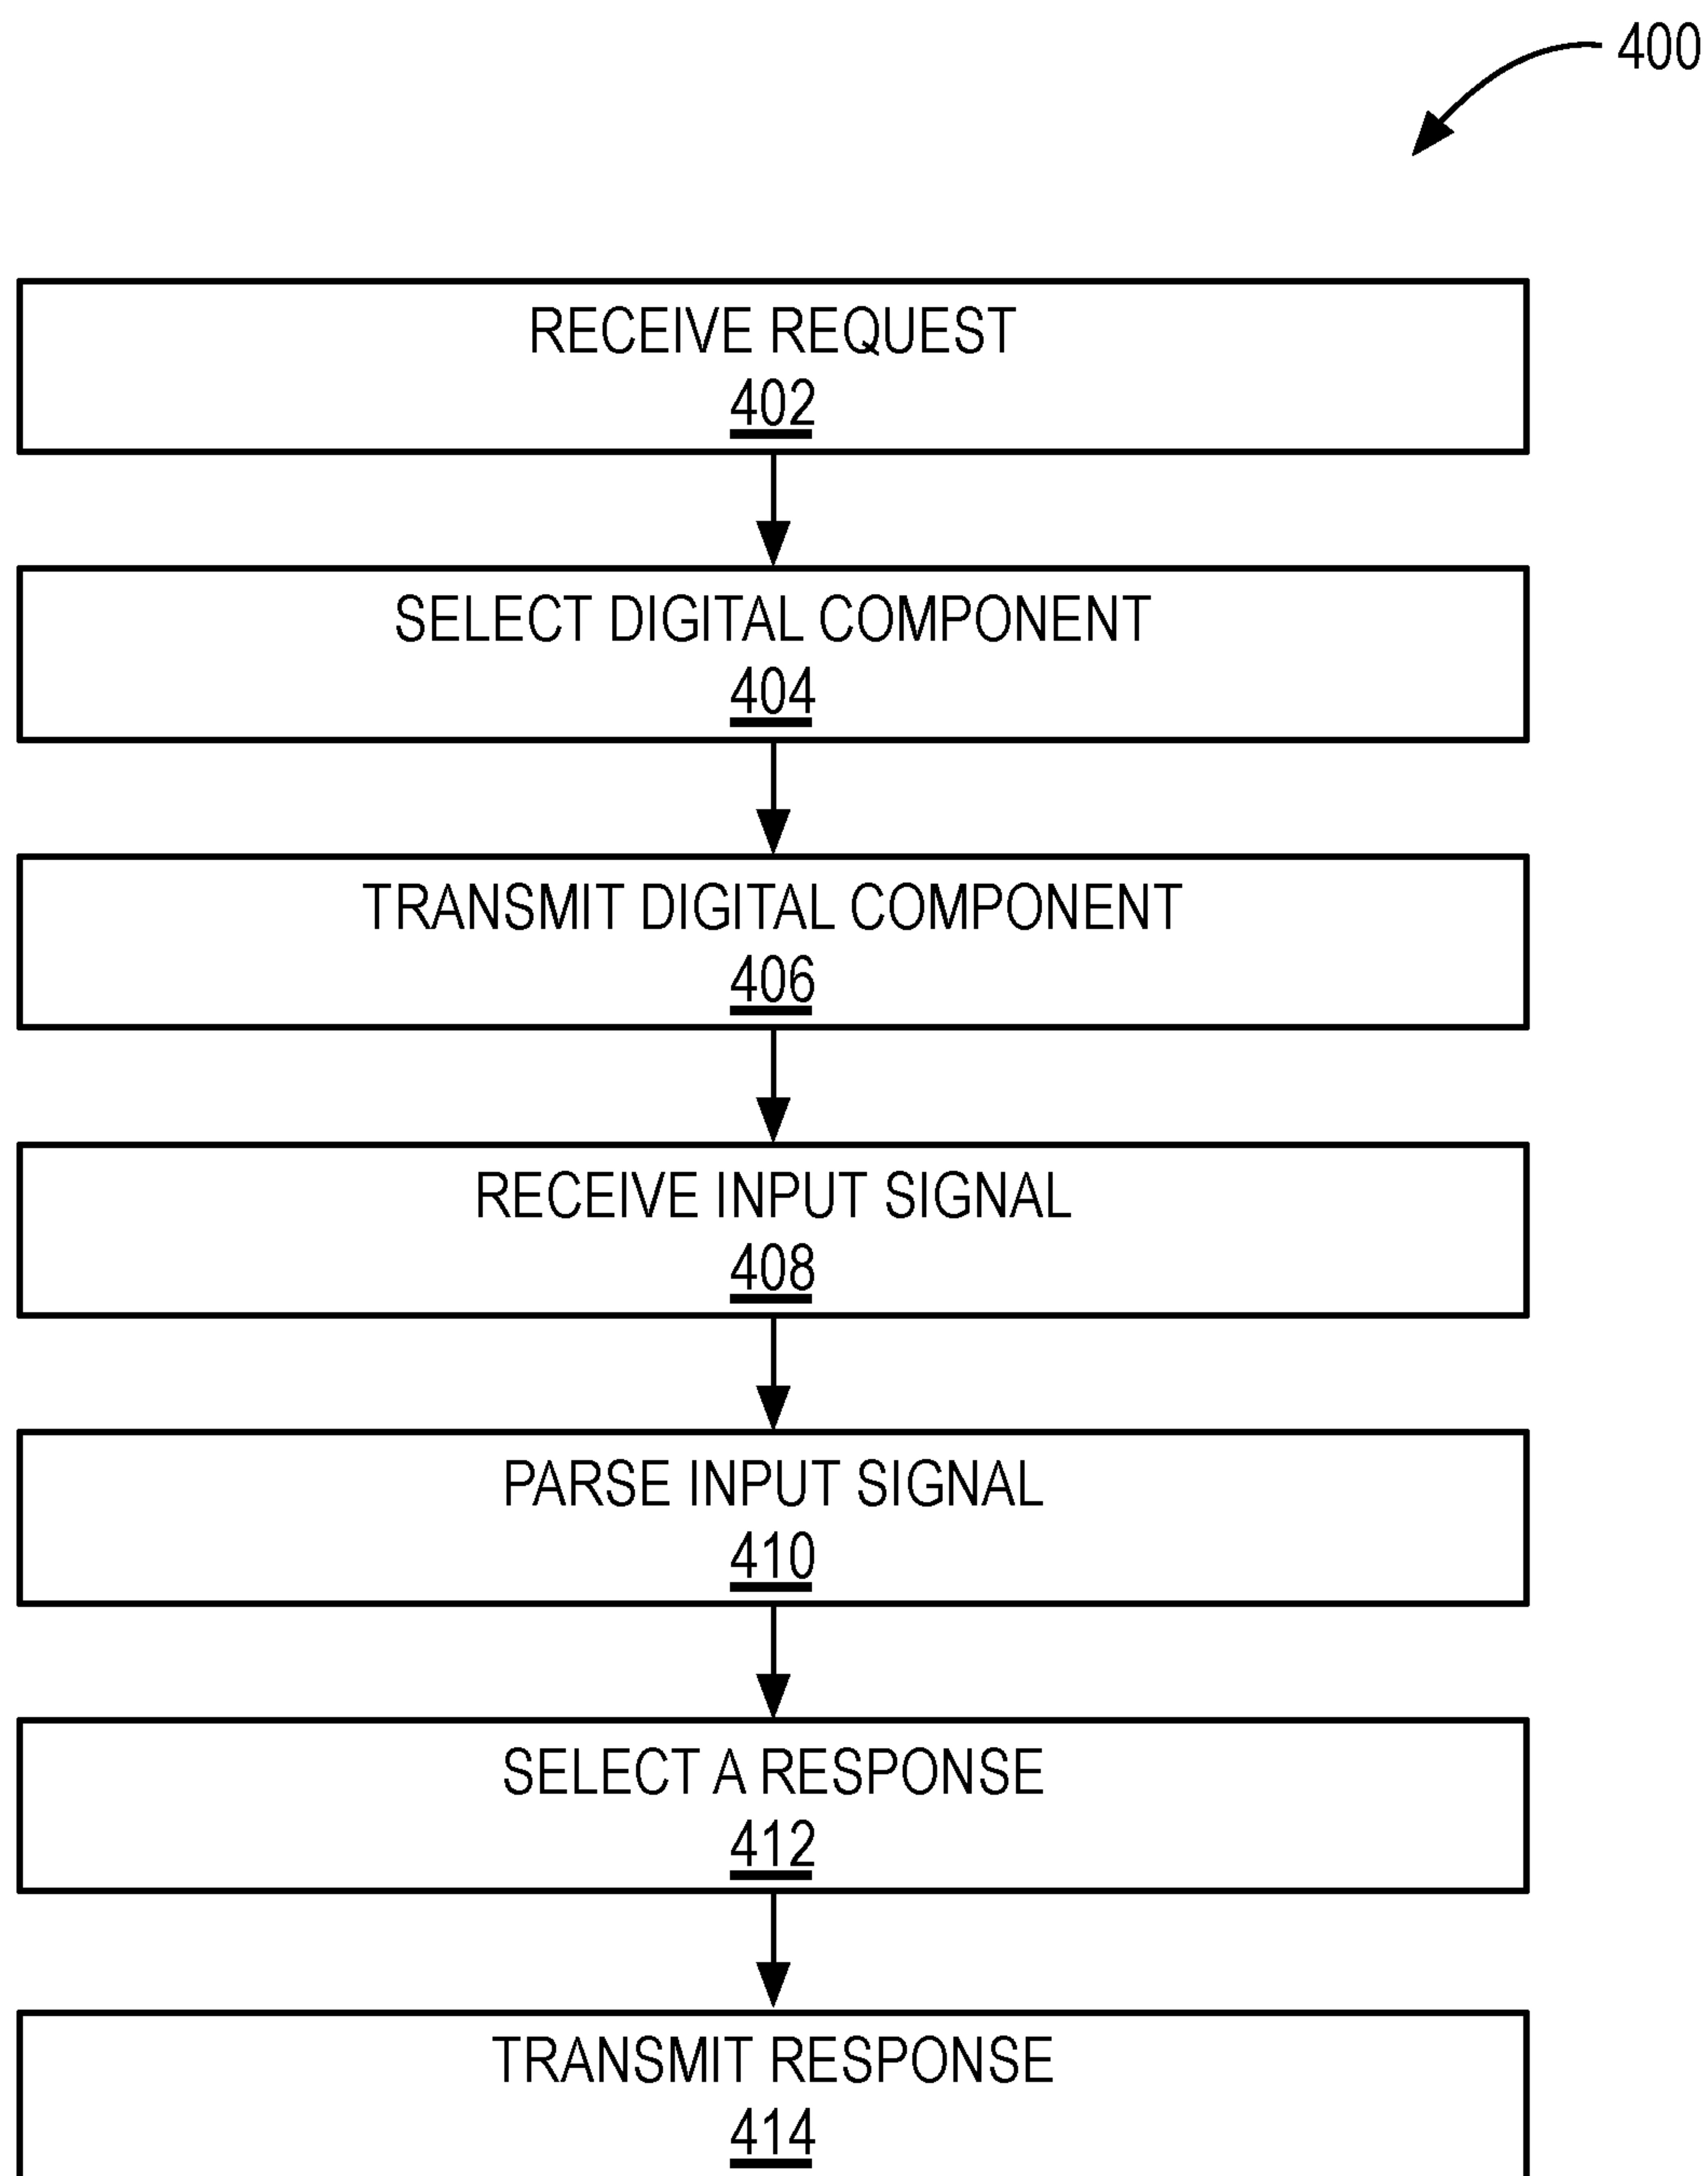 400
RECEIVE REQUEST
402
SELECT DIGITAL COMPONENT
404
TRANSMIT DIGITAL COMPONENT
406
RECEIVE INPUT SIGNAL
408
PARSE INPUT SIGNAL
410
SELECT A RESPONSE
412
TRANSMIT RESPONSE
414